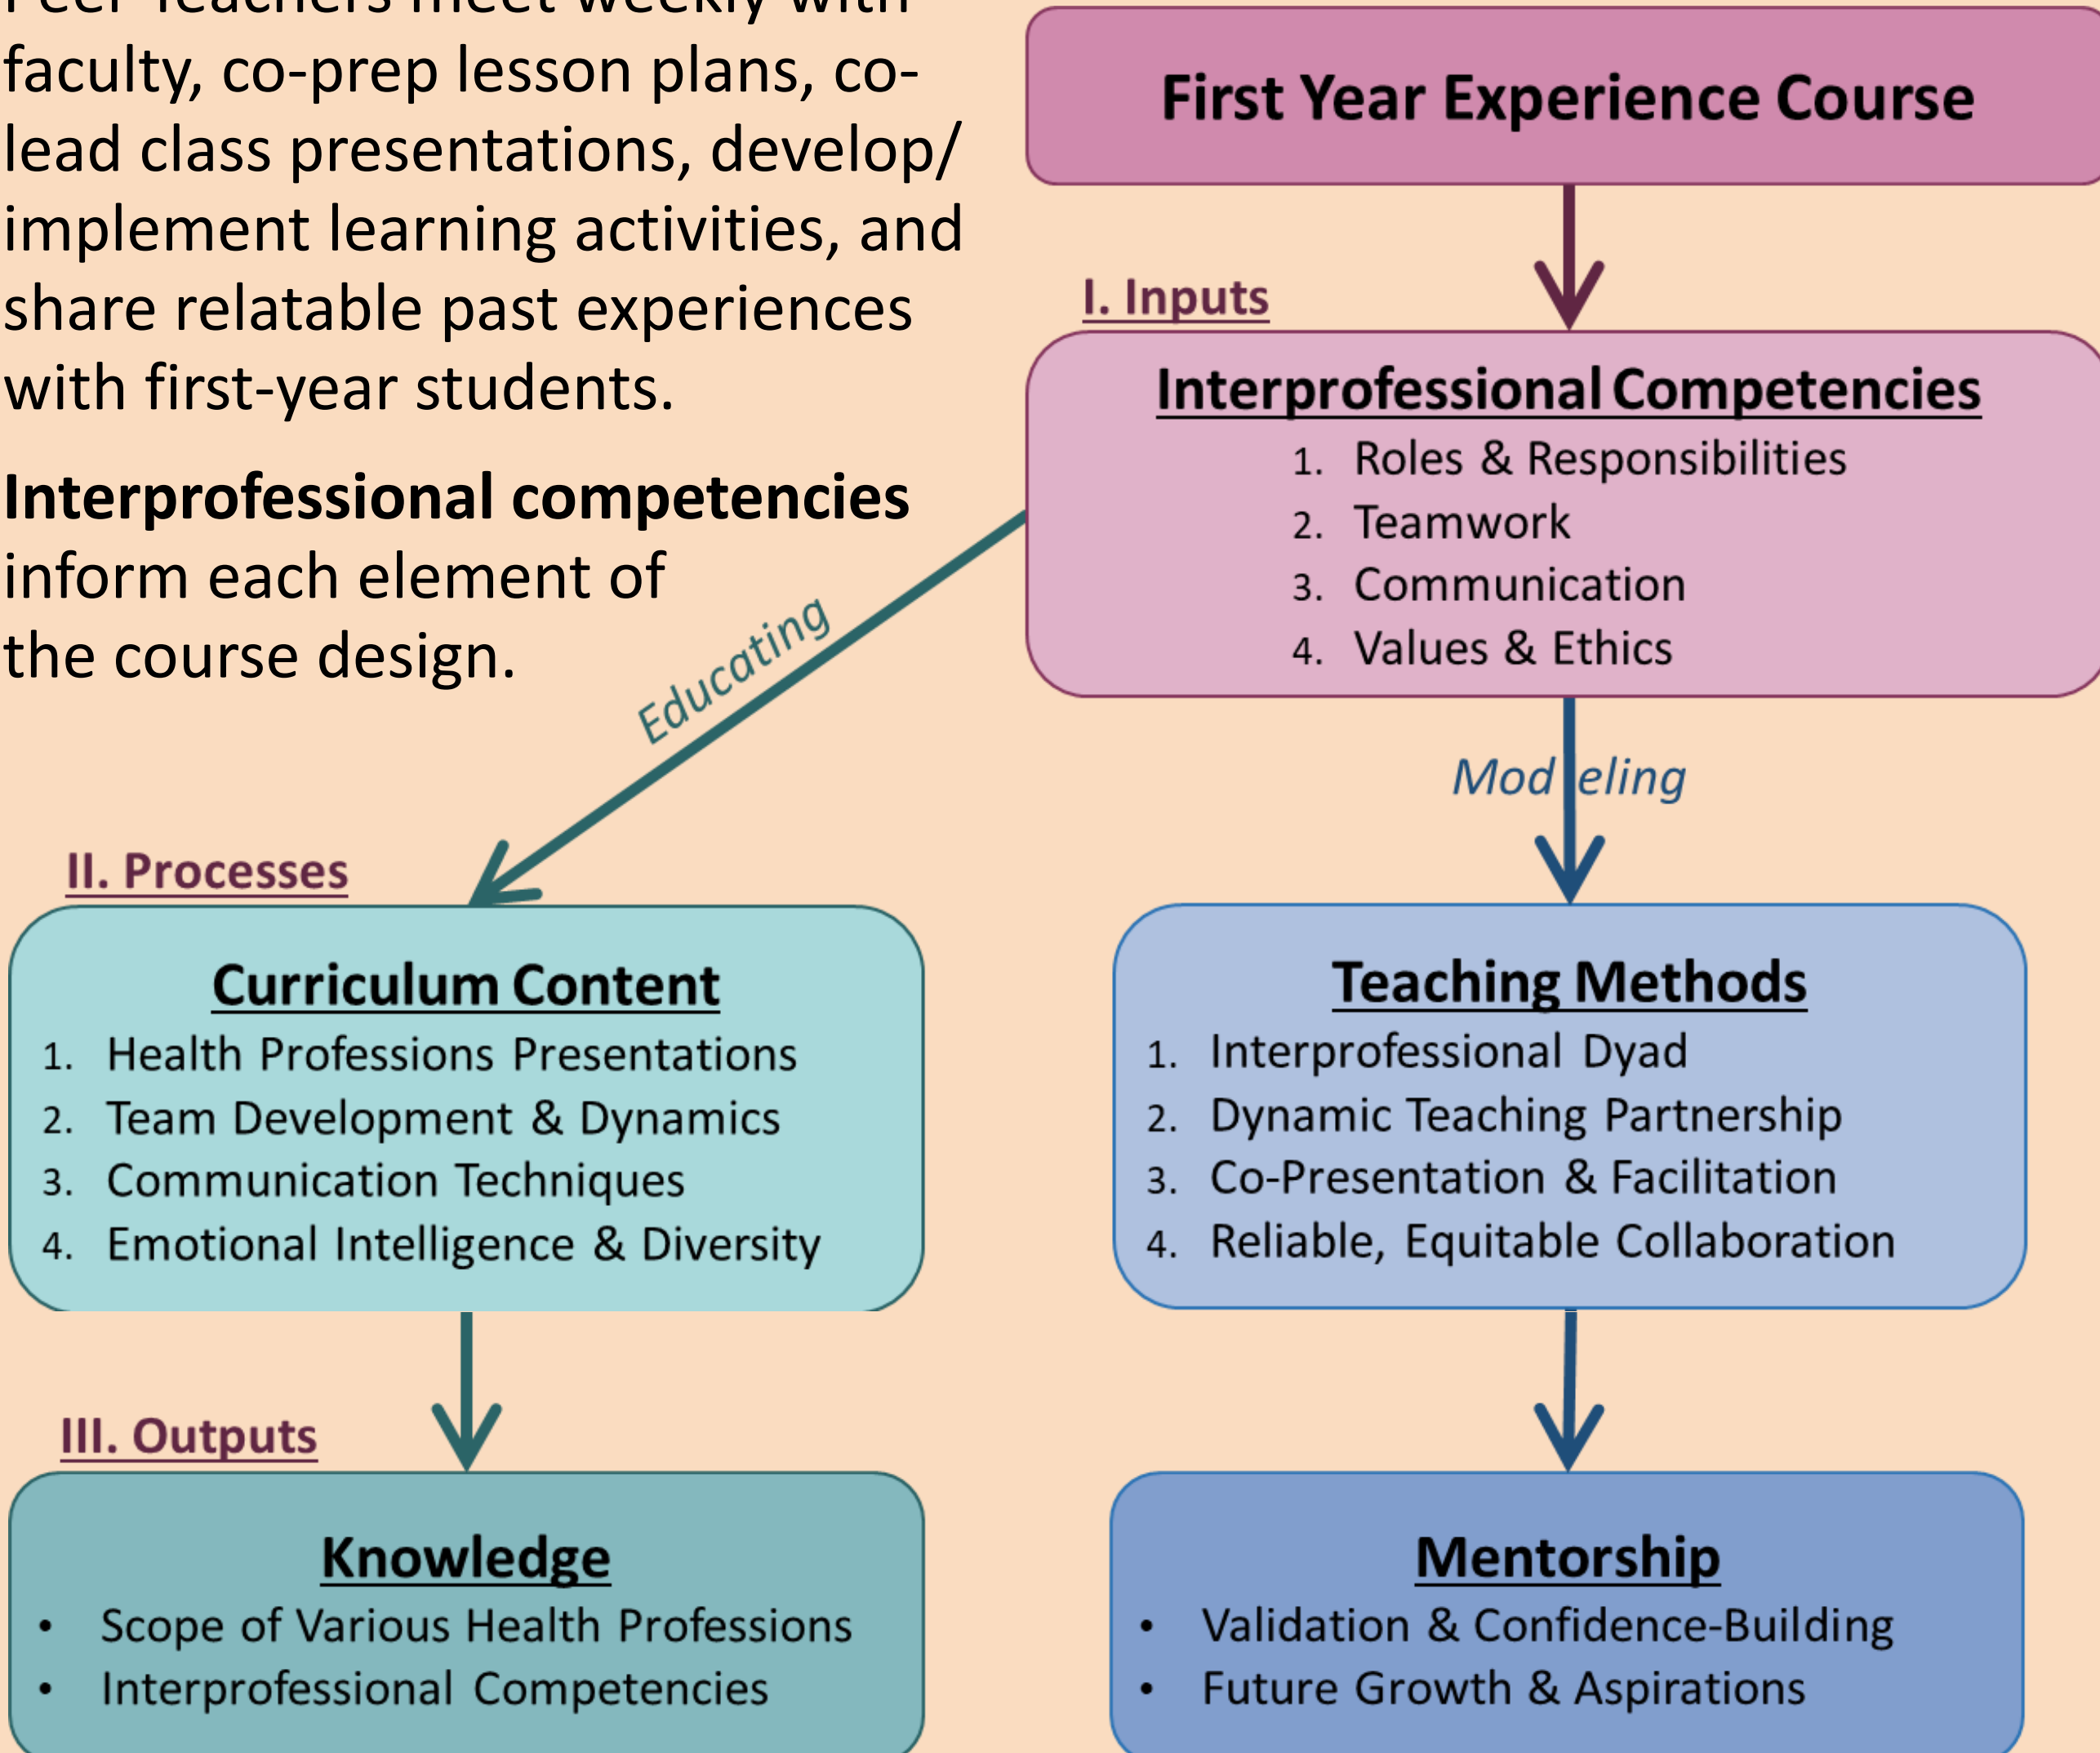 Peer Teachers meet weekly with
faculty, co-prep lesson plans, co-
lead class presentations, develop/
implement learning activities, and
share relatable past experiences
with first-year students.
Interprofessional competencies
inform each element of
the course design.
First Year Experience Course
I. Inputs
Interprofessional Competencies
1. Roles & Responsibilities
2. Teamwork
3. Communication
4. Values & Ethics
Educating
Modeling
II. Processes
Curriculum Content
1. Health Professions Presentations
2. Team Development & Dynamics
3. Communication Techniques
4. Emotional Intelligence & Diversity
Teaching Methods
1. Interprofessional Dyad
2. Dynamic Teaching Partnership
3. Co-Presentation & Facilitation
4. Reliable, Equitable Collaboration
III. Outputs
Knowledge
• Scope of Various Health Professions
• Interprofessional Competencies
Mentorship
• Validation & Confidence-Building
• Future Growth & Aspirations